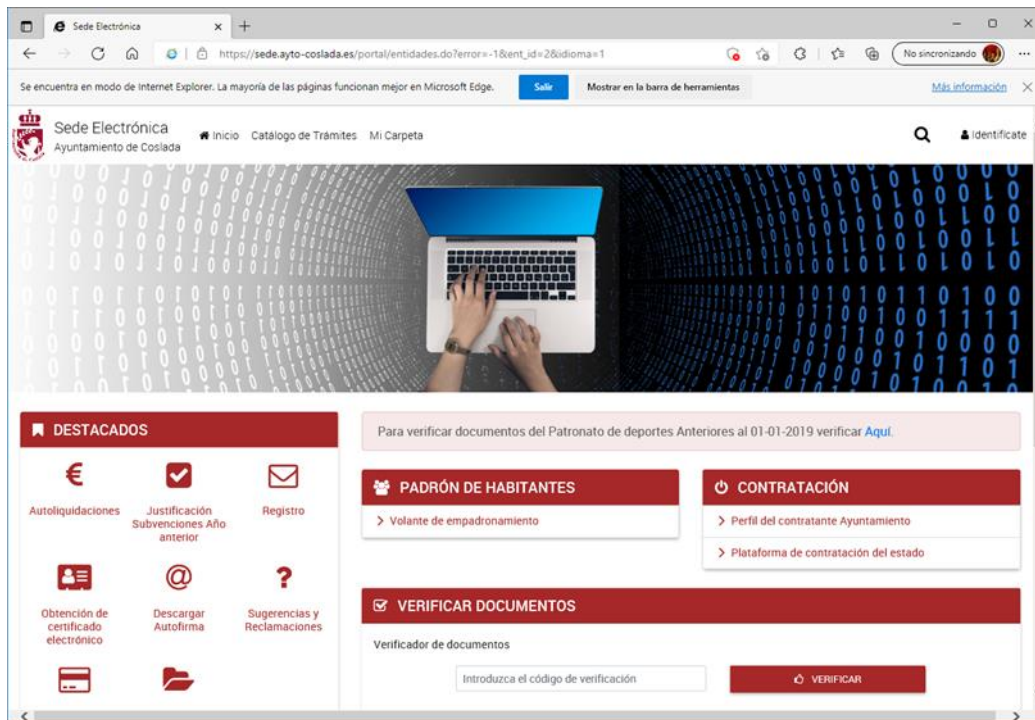 Sede Electrónica
https://sede.ayto-coslada.es/portal/entidades.do?error=-1&ent_id=2&idioma=1
No sincronizando
Se encuentra en modo de Internet Explorer. La mayoría de las páginas funcionan mejor en Microsoft Edge.
Salir
Mostrar en la barra de herramientas
Más información
Sede Electrónica
Ayuntamiento de Coslada
Inicio
Catálogo de Trámites
Mi Carpeta
Identificate
DESTACADOS
Autoliquidaciones
Justificación
Subvenciones Año
anterior
Registro
Obtención de
certificado
electrónico
Descargar
Autofirma
Sugerencias y
Reclamaciones
Para verificar documentos del Patronato de deportes Anteriores al 01-01-2019 verificar Aquí.
PADRÓN DE HABITANTES
Volante de empadronamiento
CONTRATACIÓN
Perfil del contratante Ayuntamiento
Plataforma de contratación del estado
VERIFICAR DOCUMENTOS
Verificador de documentos
Introduzca el código de verificación
VERIFICAR